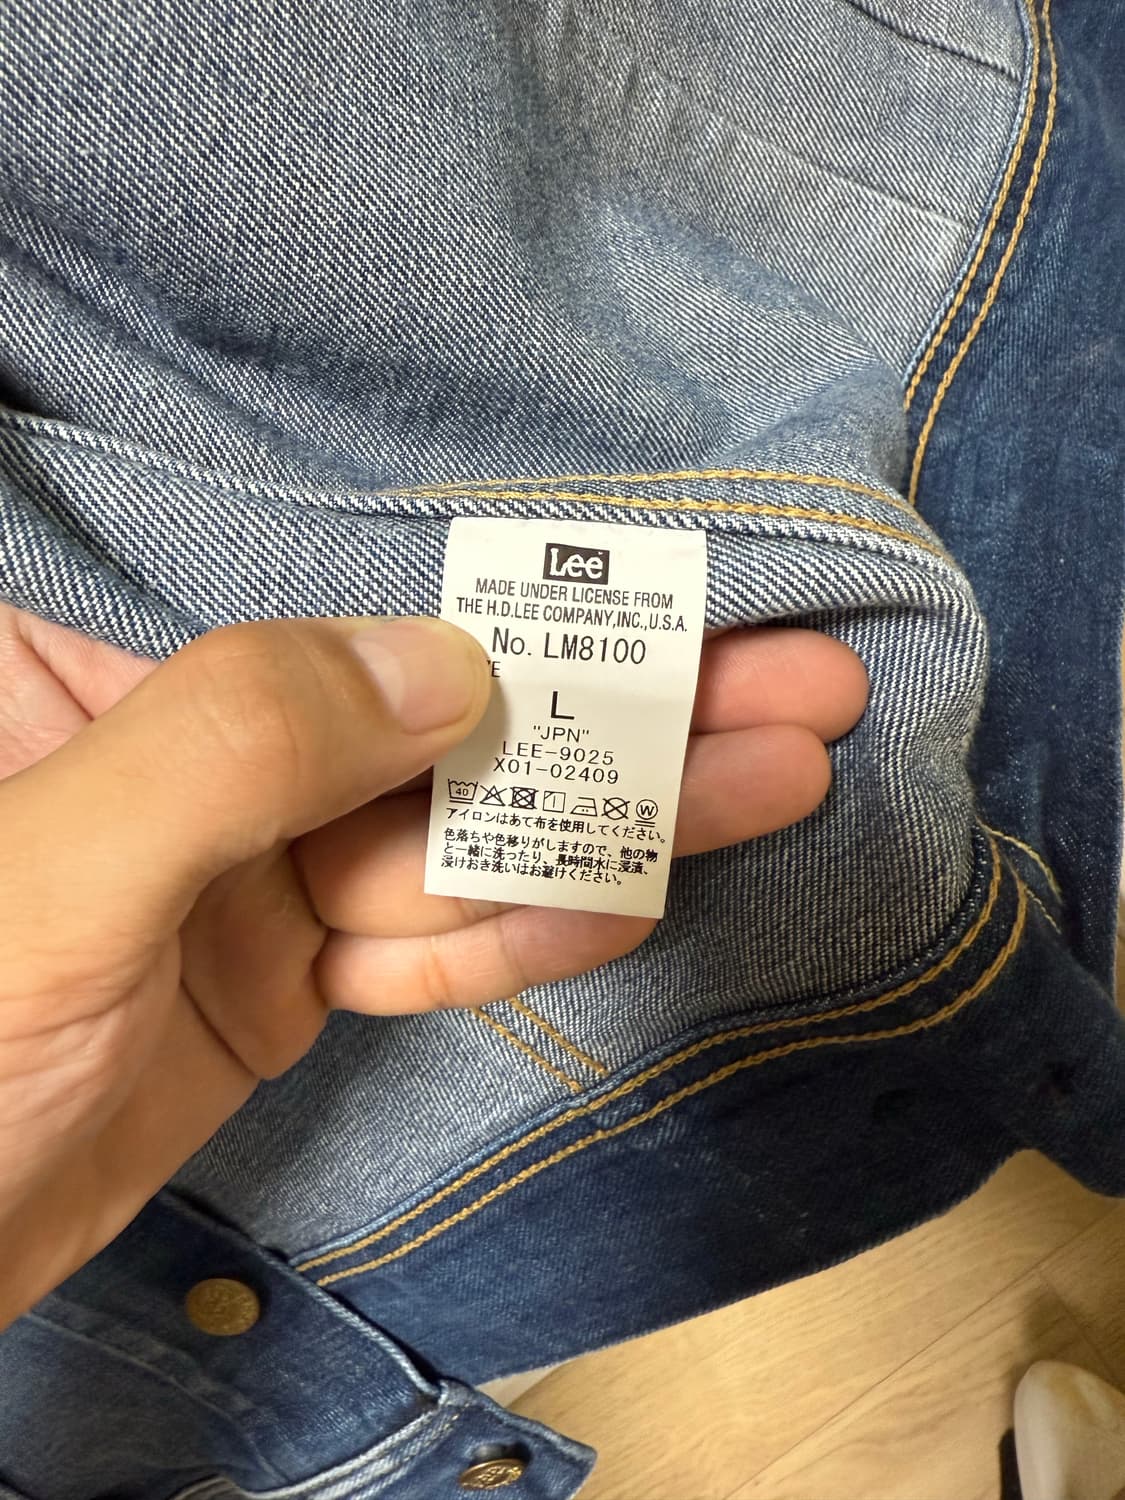 Lee
MADE UNDER LICENSE FROM
THE H.D.LEE COMPANY,INC.,U.S.A.
No. LM8100
L
"JPN"
LEE-9025
X01-02409
40 W
アイロンはあて布を使用してください。
色落ちや色移りがしますので、他の物
と一緒に洗ったり、長時間水に浸漬、
浸けおき洗いはお避けください。